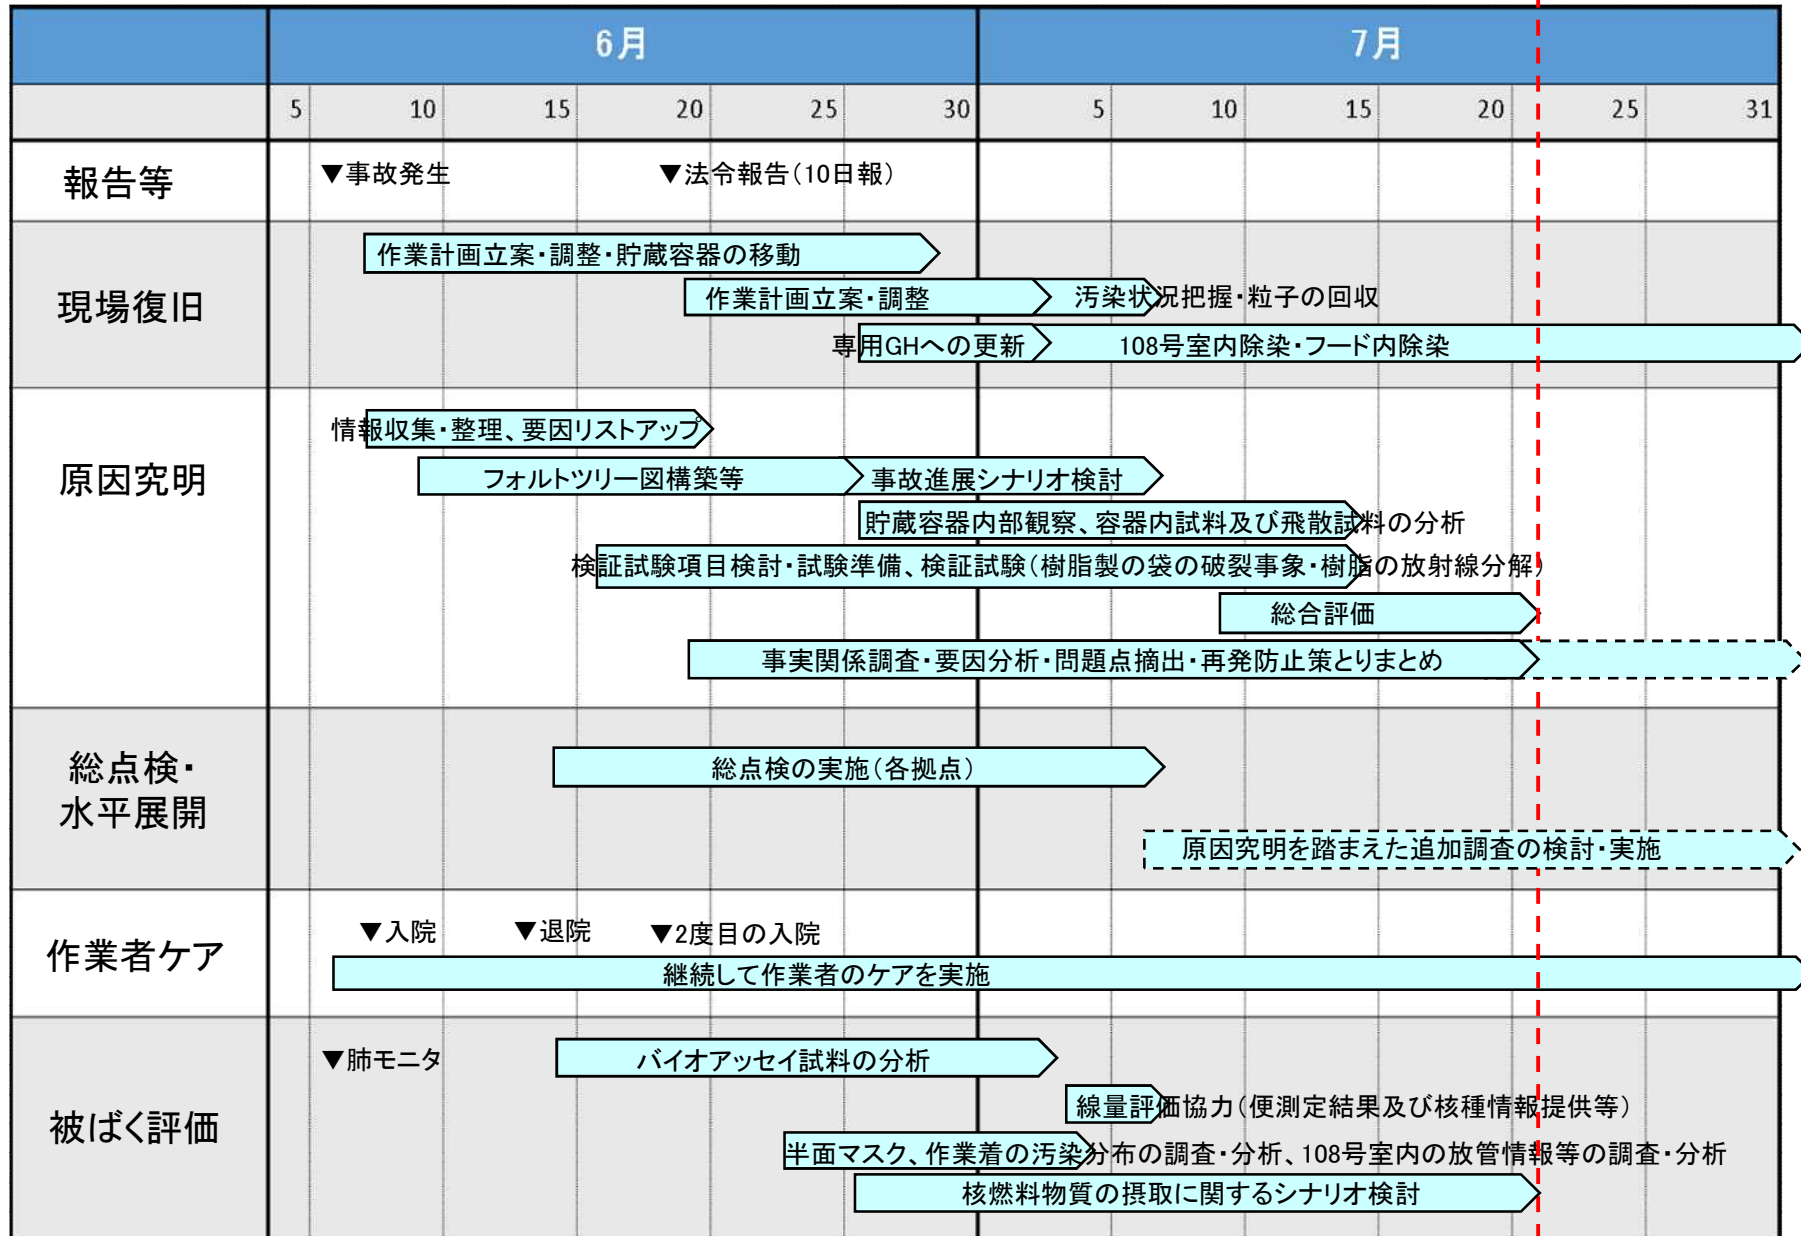 6月
7月
5 10 15 20 25 30 5 10 15 20 25 31
報告等
▼事故発生
▼法令報告(10日報)
現場復旧
作業計画立案・調整・貯蔵容器の移動
作業計画立案・調整
汚染状況把握・粒子の回収
専用GHへの更新
108号室内除染・フード内除染
原因究明
情報収集・整理、要因リストアップ
フォルトツリー図構築等
事故進展シナリオ検討
貯蔵容器内部観察、容器内試料及び飛散試料の分析
検証試験項目検討・試験準備、検証試験(樹脂製の袋の破裂事象・樹脂の放射線分解)
総合評価
事実関係調査・要因分析・問題点摘出・再発防止策とりまとめ
総点検・
水平展開
総点検の実施(各拠点)
原因究明を踏まえた追加調査の検討・実施
作業者ケア
▼入院
▼退院
▼2度目の入院
継続して作業者のケアを実施
被ばく評価
▼肺モニタ
バイオアッセイ試料の分析
線量評価協力(便測定結果及び核種情報提供等)
半面マスク、作業着の汚染分布の調査・分析、108号室内の放管情報等の調査・分析
核燃料物質の摂取に関するシナリオ検討